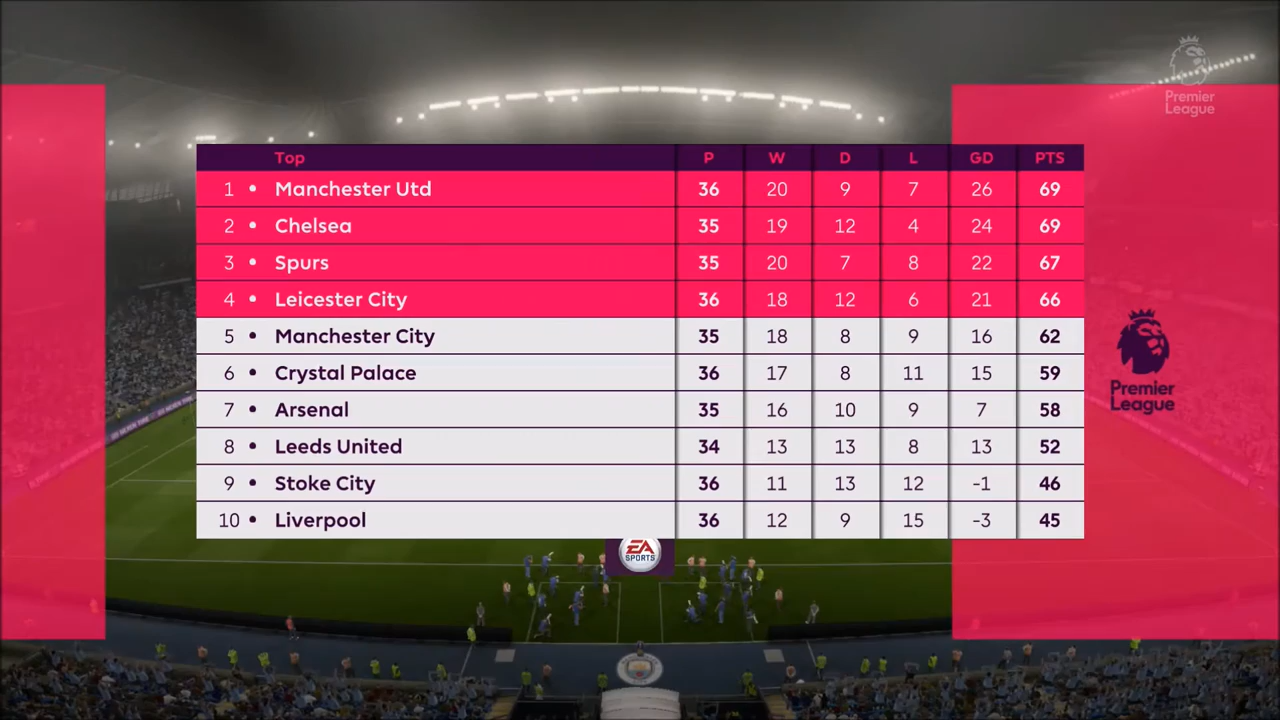 Premier
League
Top P W D L GD PTS
1 • Manchester Utd 36 20 9 7 26 69
2 • Chelsea 35 19 12 4 24 69
3 • Spurs 35 20 7 8 22 67
4 • Leicester City 36 18 12 6 21 66
5 • Manchester City 35 18 8 9 16 62
6 • Crystal Palace 36 17 8 11 15 59
7 • Arsenal 35 16 10 9 7 58
8 • Leeds United 34 13 13 8 13 52
9 • Stoke City 36 11 13 12 -1 46
10 • Liverpool 36 12 9 15 -3 45
Premier
League
EA
SPORTS